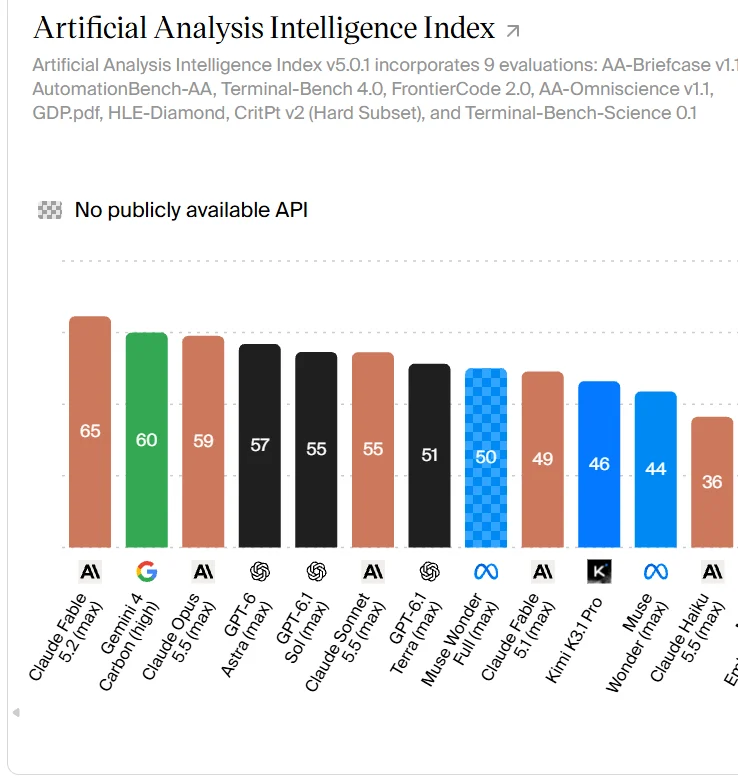 Artificial Analysis Intelligence Index
Artificial Analysis Intelligence Index v5.0.1 incorporates 9 evaluations: AA-Briefcase v1.1
AutomationBench-AA, Terminal-Bench 4.0, FrontierCode 2.0, AA-Omniscience v1.1,
GDP.pdf, HLE-Diamond, CritPt v2 (Hard Subset), and Terminal-Bench-Science 0.1
No publicly available API
65
60
59
57
55
55
51
50
49
46
44
36
Claude Fable
5.2 (max)
Gemini 4
Carbon (high)
Claude Opus
5.5 (max)
GPT-6
Astra (max)
GPT-6.1
Sol (max)
Claude Sonnet
5.5 (max)
GPT-6.1
Terra (max)
Muse Wonder
Full (max)
Claude Fable
5.1 (max)
Kimi K3.1 Pro
Muse
Wonder (max)
Claude Haiku
5.5 (max)